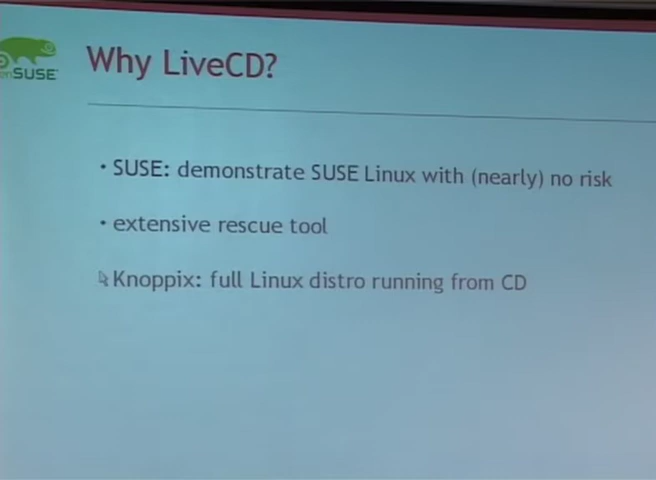 Why LiveCD?
openSUSE
• SUSE: demonstrate SUSE Linux with (nearly) no risk
• extensive rescue tool
Knoppix: full Linux distro running from CD